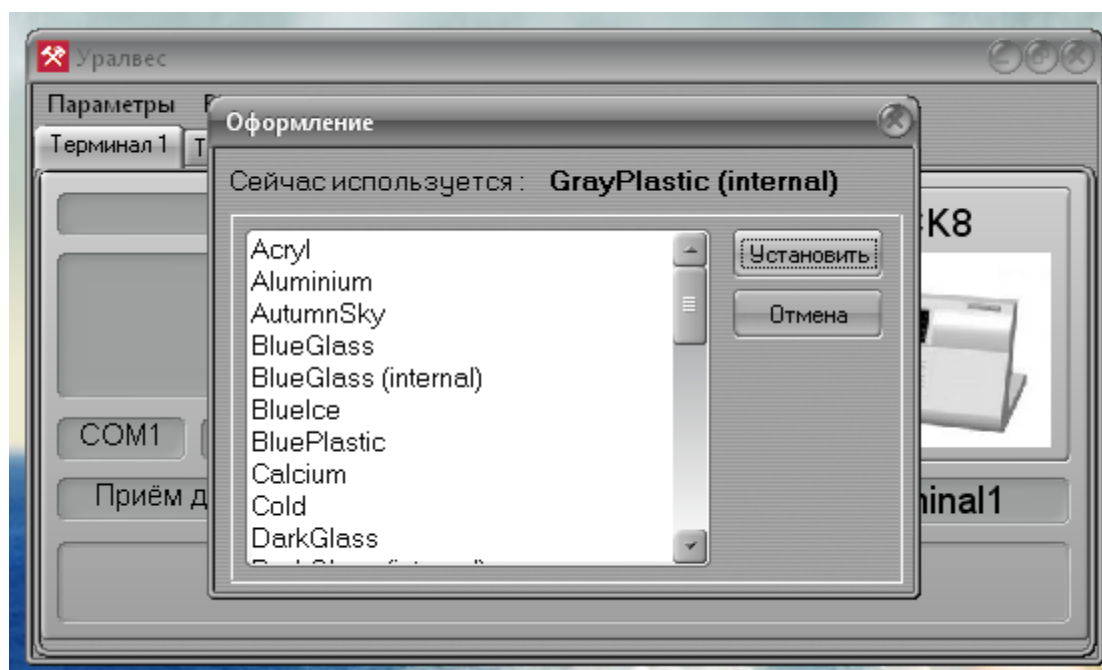 Уралвес
Параметры
Терминал 1
Оформление
Сейчас используется: GrayPlastic (internal)
Acryl
Aluminium
AutumnSky
BlueGlass
BlueGlass (internal)
BlueIce
BluePlastic
Calcium
Cold
DarkGlass
Установить
Отмена
K8
COM1
Приём